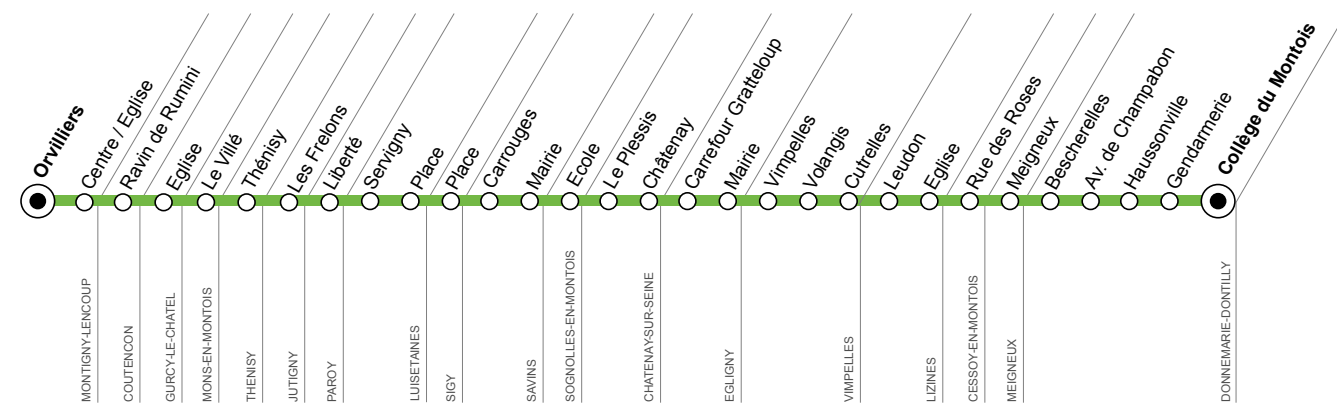 Orvilliers
Centre / Eglise
Ravin de Rumini
Eglise
Le Villé
Thénisy
Les Frelons
Liberté
Servigny
Place
Place
Carrouges
Mairie
Ecole
Le Plessis
Châtenay
Carrefour Gratteloup
Mairie
Vimpelles
Volangis
Cutrelles
Leudon
Eglise
Rue des Roses
Meigneux
Bescherelles
Av. de Champabon
Haussonville
Gendarmerie
Collège du Montois
MONTIGNY-LENCOUP
COUTENCON
GURCY-LE-CHATEL
MONS-EN-MONTOIS
THENISY
JUTIGNY
PAROY
LUISETAINES
SIGY
SAVINS
SOGNOLLES-EN-MONTOIS
CHATENAY-SUR-SEINE
EGLIGNY
VIMPELLES
LIZINES
CESSOY-EN-MONTOIS
MEIGNEUX
DONNEMARIE-DONTILLY